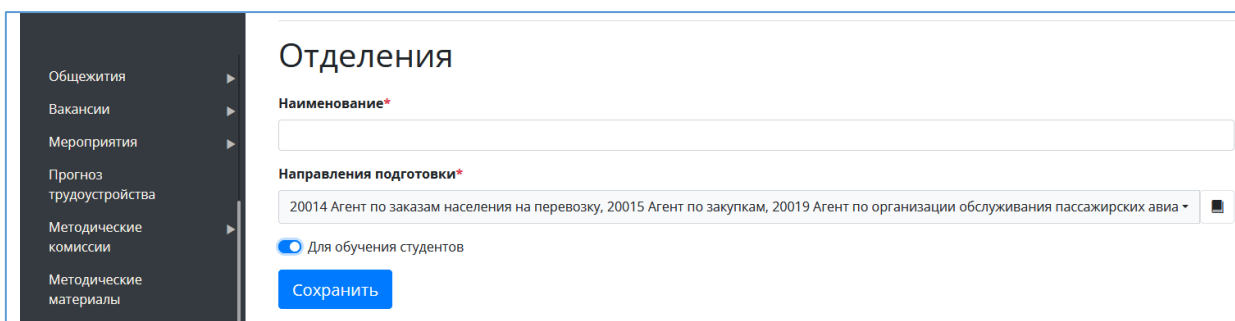 Общежития
Вакансии
Мероприятия
Прогноз
трудоустройства
Методические
комиссии
Методические
материалы
Отделения
Наименование*
Направления подготовки*
20014 Агент по заказам населения на перевозку, 20015 Агент по закупкам, 20019 Агент по организации обслуживания пассажирских авиа
Для обучения студентов
Сохранить